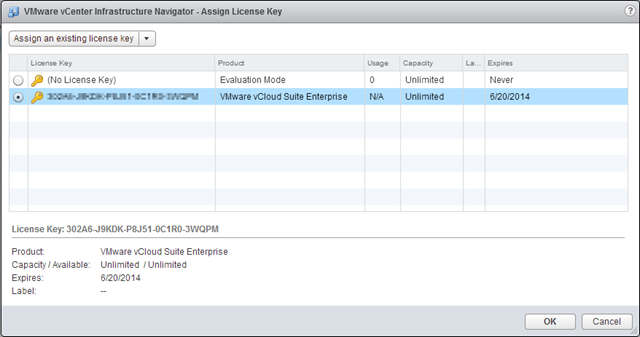 VMware vCenter Infrastructure Navigator - Assign License Key ?
Assign an existing license key
License Key Product Usage Capacity La... Expires
(No License Key) Evaluation Mode 0 Unlimited Never
VMware vCloud Suite Enterprise N/A Unlimited 6/20/2014
License Key: 302A6-J9KDK-P8J51-0C1R0-3WQPM
Product: VMware vCloud Suite Enterprise
Capacity / Available: Unlimited / Unlimited
Expires: 6/20/2014
Label: --
OK Cancel